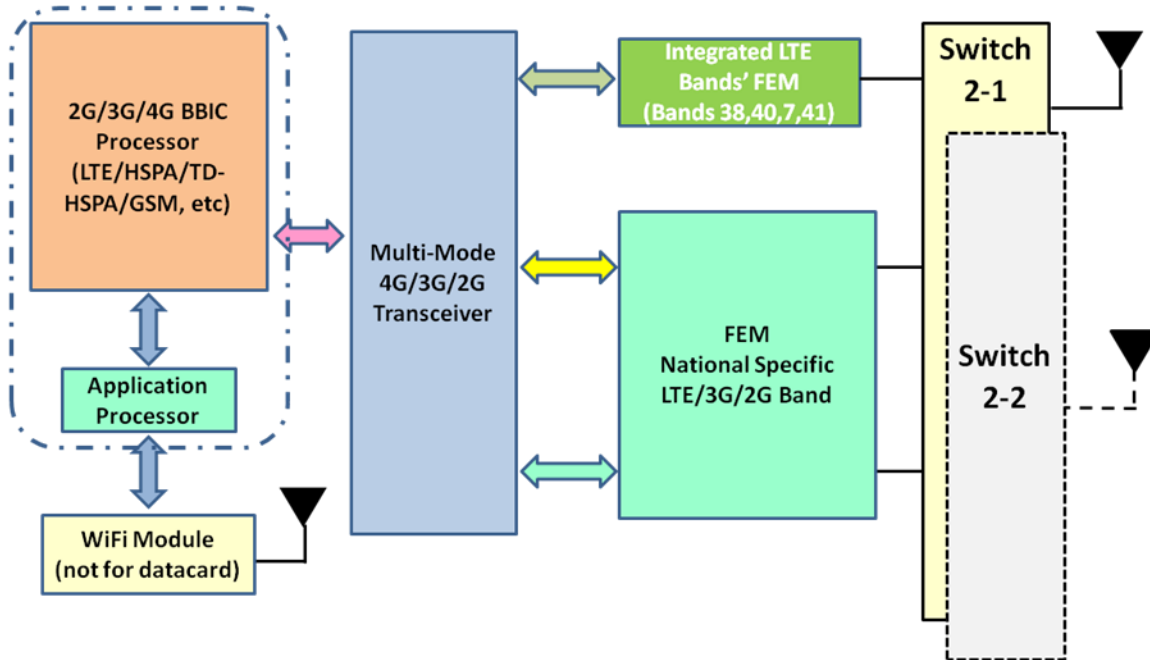 2G/3G/4G BBIC
Processor
(LTE/HSPA/TD-
HSPA/GSM, etc)
Application
Processor
WiFi Module
(not for datacard)
Multi-Mode
4G/3G/2G
Transceiver
Integrated LTE
Bands’ FEM
(Bands 38,40,7,41)
FEM
National Specific
LTE/3G/2G Band
Switch
2-1
Switch
2-2